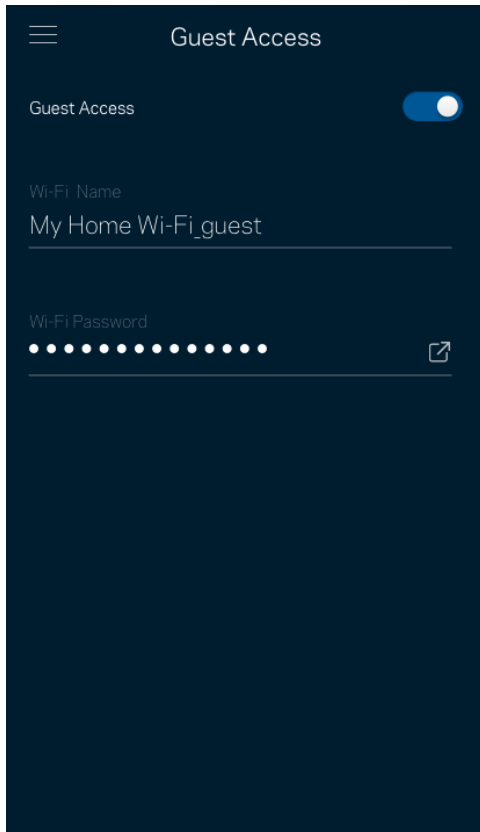 Guest Access
Guest Access
Wi-Fi Name
My Home Wi-Fi_guest
Wi-Fi Password
••••••••••••••